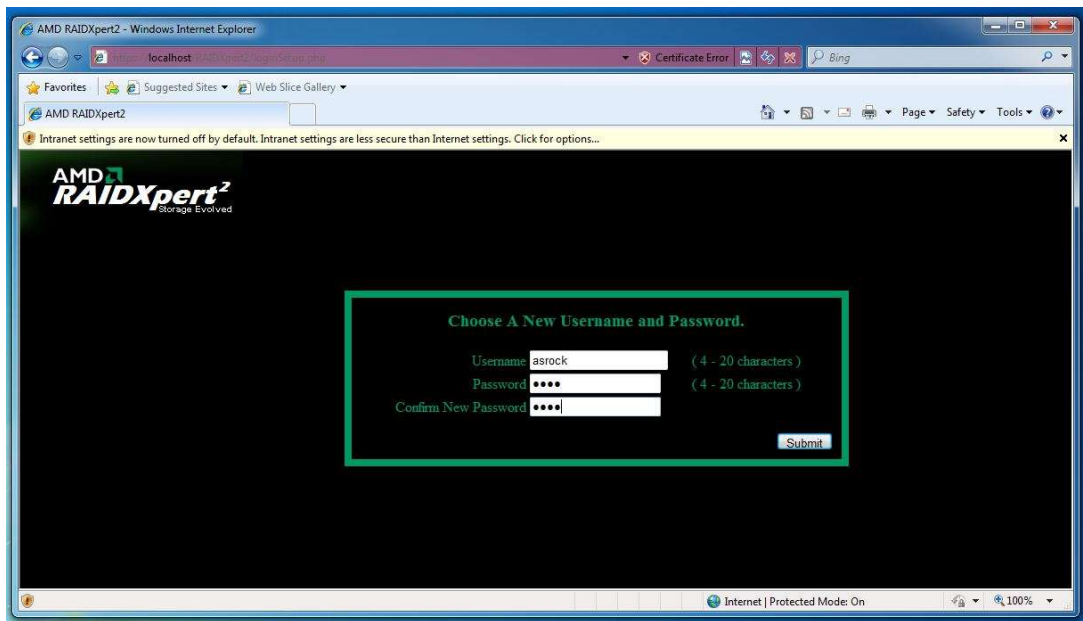 AMD RAIDXpert2 - Windows Internet Explorer
localhost
Certificate Error
Bing
Favorites
Suggested Sites
Web Slice Gallery
AMD RAIDXpert2
Page
Safety
Tools
Intranet settings are now turned off by default. Intranet settings are less secure than Internet settings. Click for options...
AMD
RAIDXpert2
Storage Evolved
Choose A New Username and Password.
Username asrock ( 4 - 20 characters )
Password •••• ( 4 - 20 characters )
Confirm New Password ••••
Submit
Internet | Protected Mode: On
100%